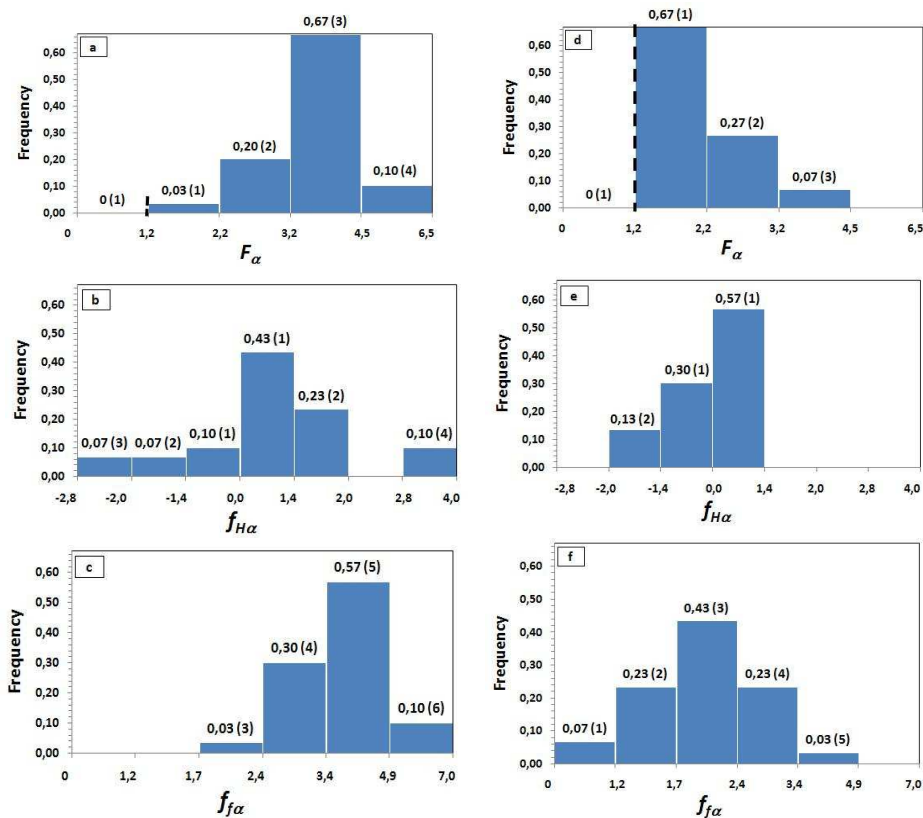 a
Frequency
0,60
0,50
0,40
0,30
0,20
0,10
0,00
0 (1)
0,03 (1)
0,20 (2)
0,67 (3)
0,10 (4)
0 1,2 2,2 3,2 4,5 6,5
Fα
d
Frequency
0,60
0,50
0,40
0,30
0,20
0,10
0,00
0 (1)
0,67 (1)
0,27 (2)
0,07 (3)
0 1,2 2,2 3,2 4,5 6,5
Fα
b
Frequency
0,60
0,50
0,40
0,30
0,20
0,10
0,00
0,07 (3)
0,07 (2)
0,10 (1)
0,43 (1)
0,23 (2)
0,10 (4)
-2,8 -2,0 -1,4 0,0 1,4 2,0 2,8 4,0
fHα
e
Frequency
0,60
0,50
0,40
0,30
0,20
0,10
0,00
0,13 (2)
0,30 (1)
0,57 (1)
-2,8 -2,0 -1,4 0,0 1,4 2,0 2,8 4,0
fHα
c
Frequency
0,60
0,50
0,40
0,30
0,20
0,10
0,00
0,03 (3)
0,30 (4)
0,57 (5)
0,10 (6)
0 1,2 1,7 2,4 3,4 4,9 7,0
ffα
f
Frequency
0,60
0,50
0,40
0,30
0,20
0,10
0,00
0,07 (1)
0,23 (2)
0,43 (3)
0,23 (4)
0,03 (5)
0 1,2 1,7 2,4 3,4 4,9 7,0
ffα